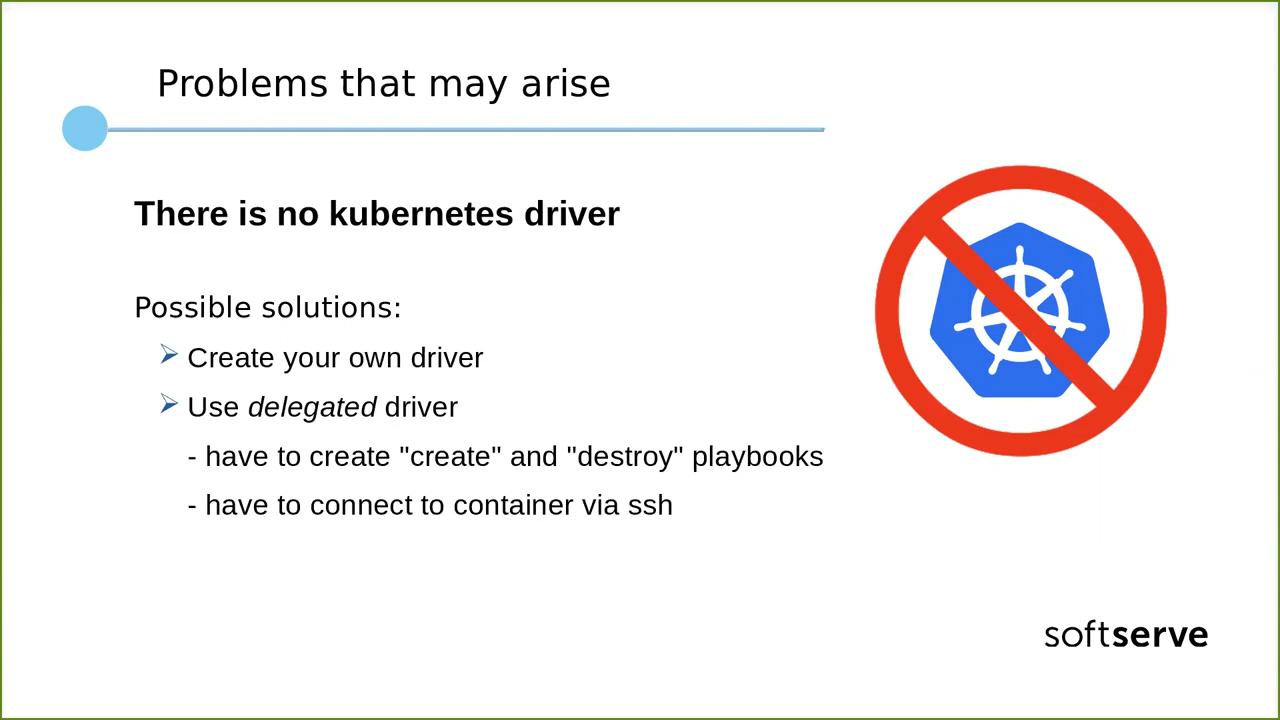 Problems that may arise
There is no kubernetes driver
Possible solutions:
Create your own driver
Use delegated driver
- have to create "create" and "destroy" playbooks
- have to connect to container via ssh
softserve